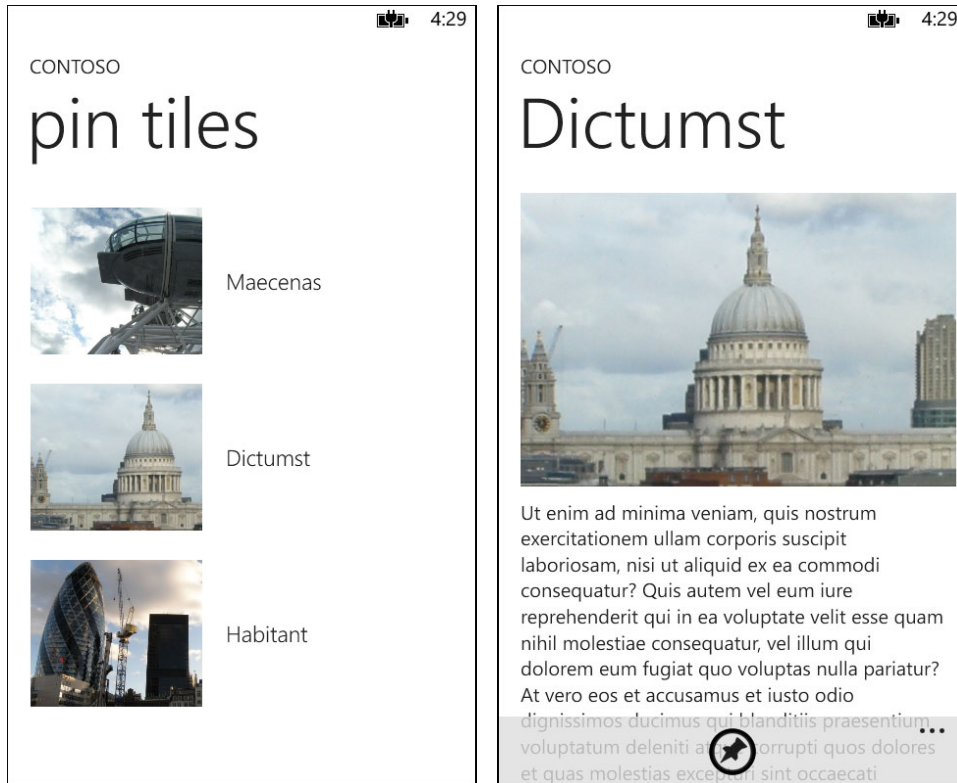 4:29
CONTOSO
pin tiles
Maecenas
Dictumst
Habitant
4:29
CONTOSO
Dictumst
Ut enim ad minima veniam, quis nostrum
exercitationem ullam corporis suscipit
laboriosam, nisi ut aliquid ex ea commodi
consequatur? Quis autem vel eum iure
reprehenderit qui in ea voluptate velit esse quam
nihil molestiae consequatur, vel illum qui
dolorem eum fugiat quo voluptas nulla pariatur?
At vero eos et accusamus et iusto odio
dignissimos ducimus qui blanditiis praesentium
voluptatum deleniti corrupti quos dolores
et quas molestias excepturi sint occaecati